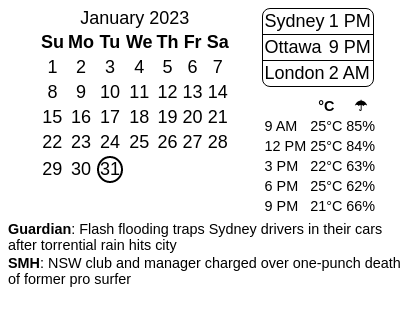 January 2023
Su Mo Tu We Th Fr Sa
1 2 3 4 5 6 7
8 9 10 11 12 13 14
15 16 17 18 19 20 21
22 23 24 25 26 27 28
29 30 31
Sydney 1 PM
Ottawa 9 PM
London 2 AM
°C ☂
9 AM 25°C 85%
12 PM 25°C 84%
3 PM 22°C 63%
6 PM 25°C 62%
9 PM 21°C 66%
Guardian: Flash flooding traps Sydney drivers in their cars
after torrential rain hits city
SMH: NSW club and manager charged over one-punch death
of former pro surfer